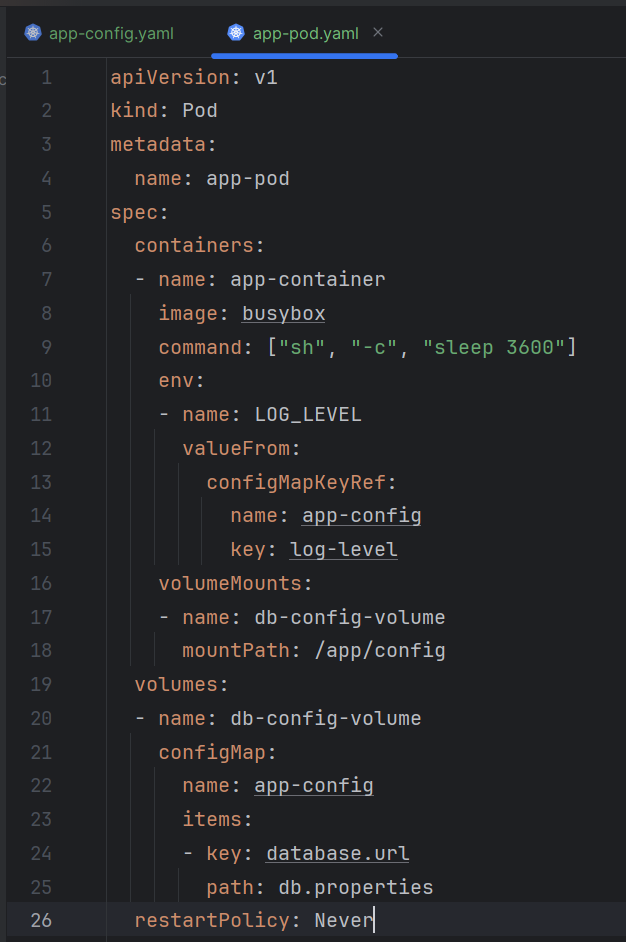 app-config.yaml app-pod.yaml
1 apiVersion: v1
2 kind: Pod
3 metadata:
4   name: app-pod
5 spec:
6   containers:
7   - name: app-container
8     image: busybox
9     command: ["sh", "-c", "sleep 3600"]
10     env:
11     - name: LOG_LEVEL
12       valueFrom:
13         configMapKeyRef:
14           name: app-config
15           key: log-level
16     volumeMounts:
17     - name: db-config-volume
18       mountPath: /app/config
19   volumes:
20   - name: db-config-volume
21     configMap:
22       name: app-config
23       items:
24       - key: database.url
25         path: db.properties
26   restartPolicy: Never